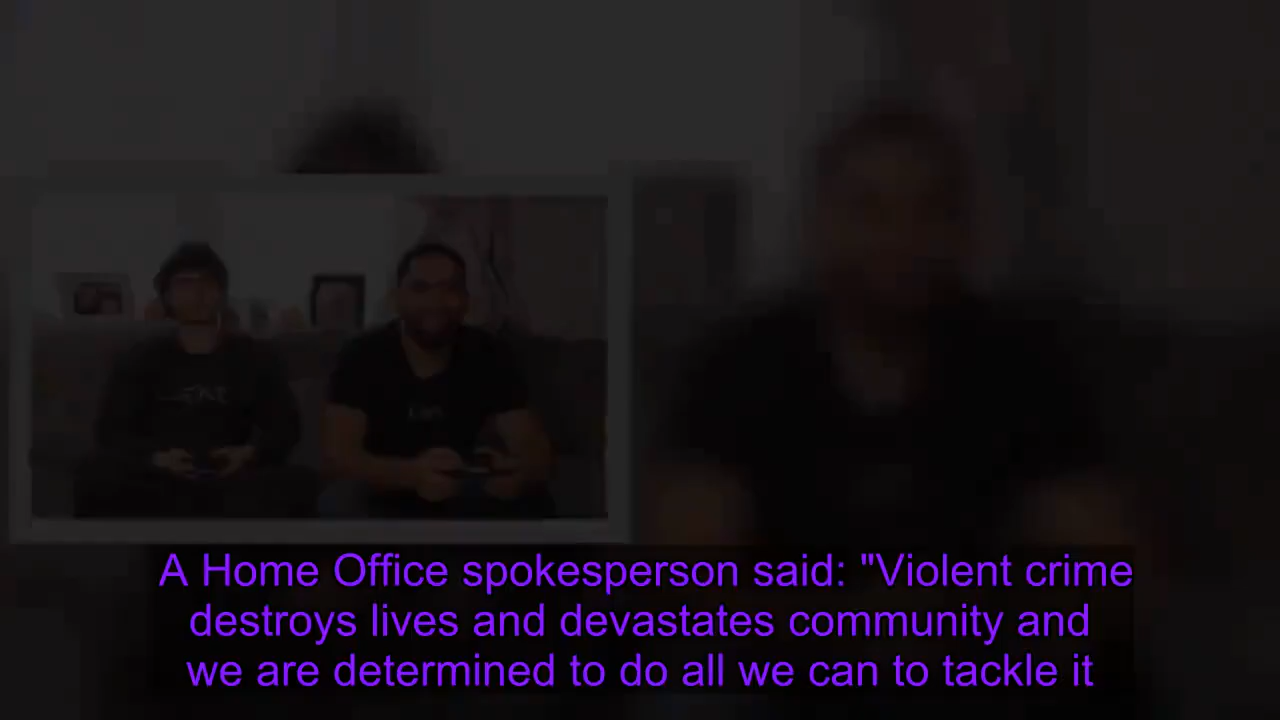 A Home Office spokesperson said: "Violent crime
destroys lives and devastates community and
we are determined to do all we can to tackle it